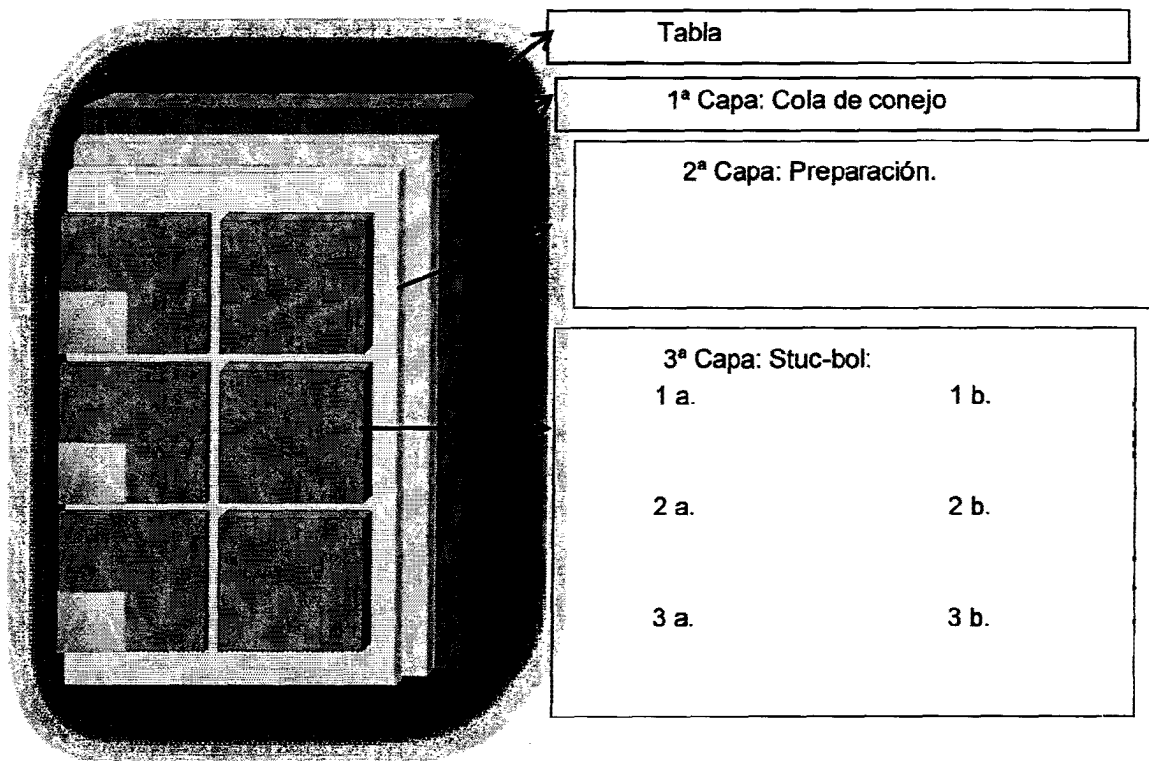 Tabla
1ª Capa: Cola de conejo
2ª Capa: Preparación.
3ª Capa: Stuc-bol:
1 a. 1 b.
2 a. 2 b.
3 a. 3 b.